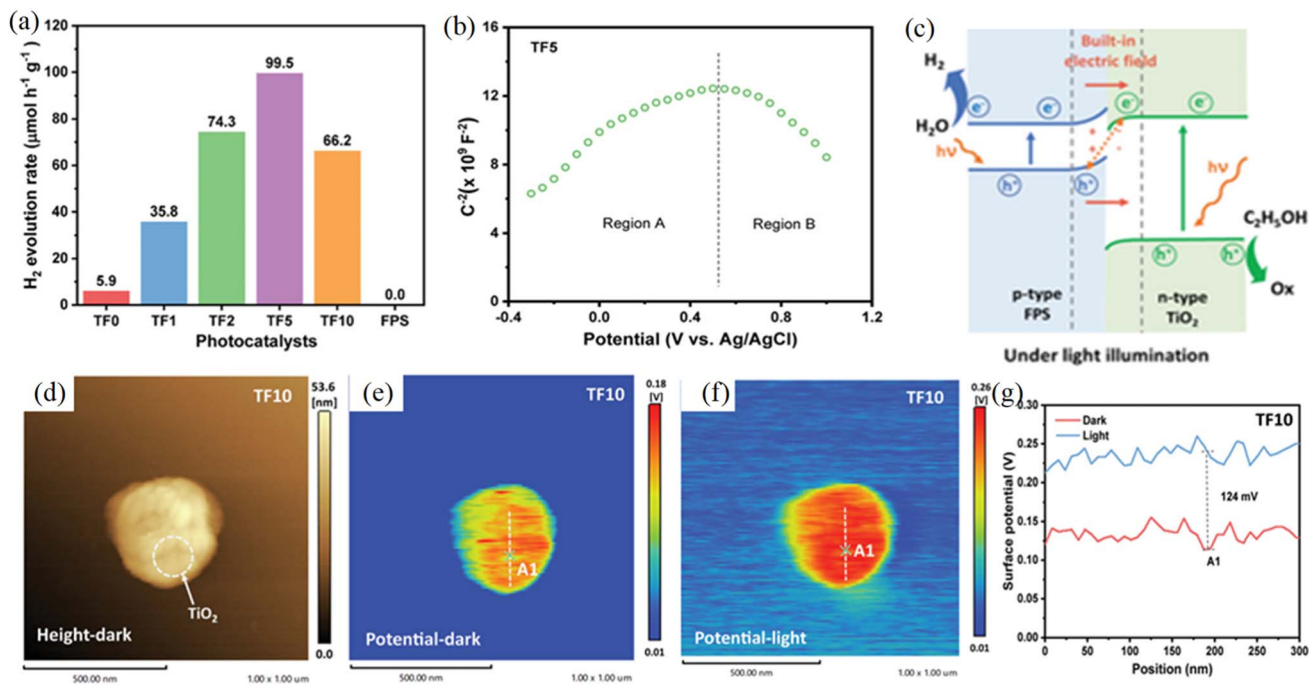 (a)
H₂ evolution rate (μmol h⁻¹ g⁻¹)
120
100
80
60
40
20
0
5.9
35.8
74.3
99.5
66.2
0.0
TF0 TF1 TF2 TF5 TF10 FPS
Photocatalysts
(b)
TF5
C⁻²(x 10⁹ F⁻²)
16
12
8
4
0
Region A
Region B
-0.4 0.0 0.4 0.8 1.2
Potential (V vs. Ag/AgCl)
(c)
Built-in
electric field
H₂
H₂O
e⁻ e⁻ e⁻ e⁻
hν
h⁺ h⁺
hν
C₂H₅OH
h⁺ h⁺
Ox
p-type
FPS
n-type
TiO₂
Under light illumination
(d)
TF10
53.6
[nm]
TiO₂
Height-dark
0.0
500.00 nm
1.00 x 1.00 um
(e)
TF10
0.18
[V]
A1
Potential-dark
0.01
500.00 nm
1.00 x 1.00 um
(f)
TF10
0.26
[V]
A1
Potential-light
0.01
500.00 nm
1.00 x 1.00 um
(g)
TF10
Dark
Light
Surface potential (V)
0.30
0.25
0.20
0.15
0.10
0.05
0.00
124 mV
A1
0 50 100 150 200 250 300
Position (nm)